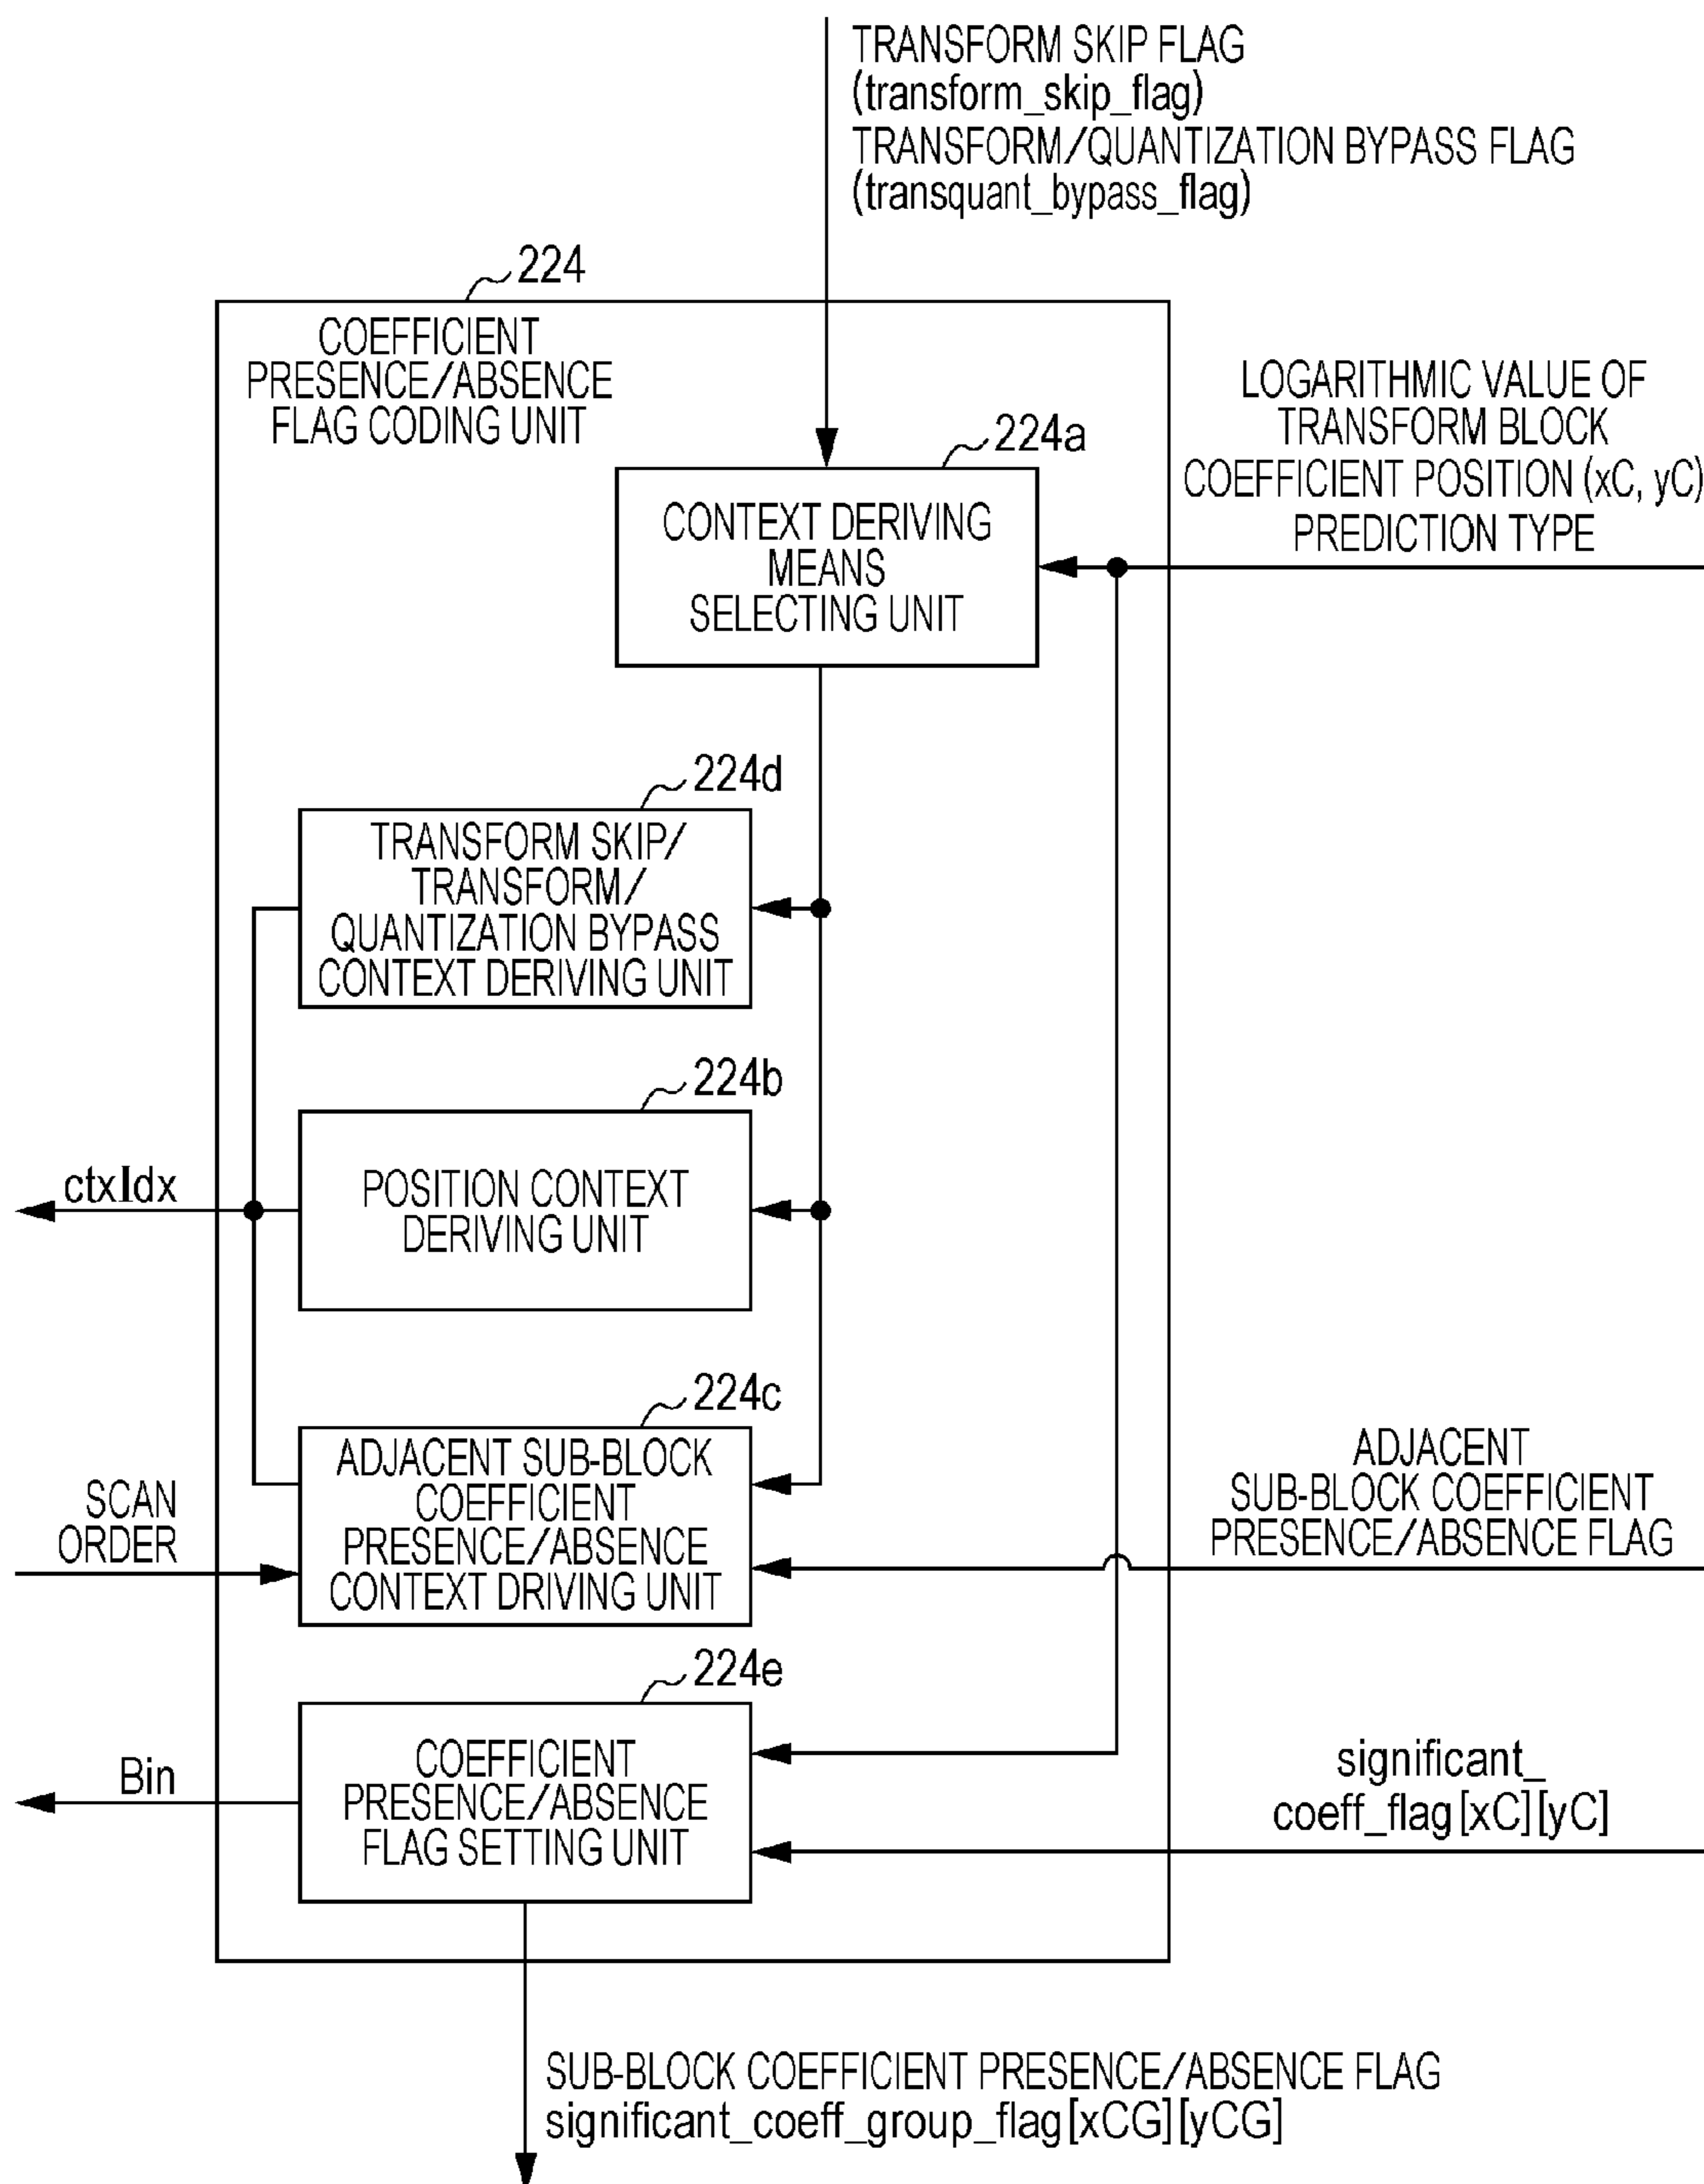 TRANSFORM SKIP FLAG
(transform_skip_flag)
TRANSFORM/QUANTIZATION BYPASS FLAG
(transquant_bypass_flag)
224
COEFFICIENT
PRESENCE/ABSENCE
FLAG CODING UNIT
LOGARITHMIC VALUE OF
TRANSFORM BLOCK
COEFFICIENT POSITION (xC, yC)
PREDICTION TYPE
224a
CONTEXT DERIVING
MEANS
SELECTING UNIT
224d
TRANSFORM SKIP/
TRANSFORM/
QUANTIZATION BYPASS
CONTEXT DERIVING UNIT
224b
POSITION CONTEXT
DERIVING UNIT
ctxIdx
224c
ADJACENT SUB-BLOCK
COEFFICIENT
PRESENCE/ABSENCE
CONTEXT DRIVING UNIT
SCAN
ORDER
ADJACENT
SUB-BLOCK COEFFICIENT
PRESENCE/ABSENCE FLAG
224e
COEFFICIENT
PRESENCE/ABSENCE
FLAG SETTING UNIT
Bin
significant_
coeff_flag[xC][yC]
SUB-BLOCK COEFFICIENT PRESENCE/ABSENCE FLAG
significant_coeff_group_flag[xCG][yCG]